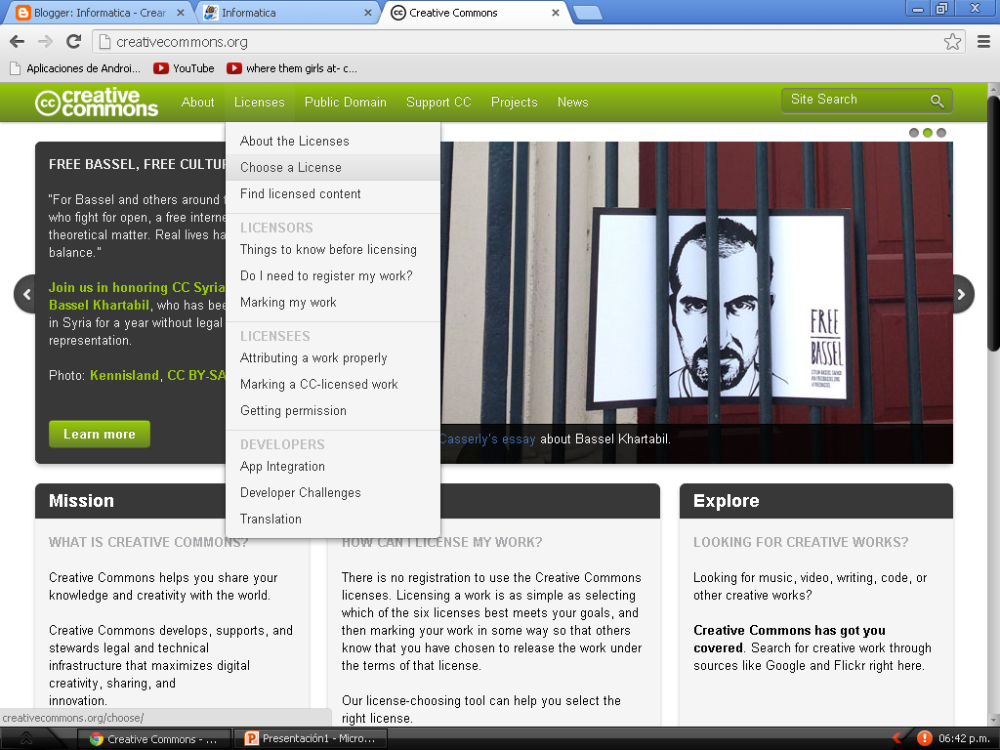 Blogger: Informatica - Crear
Informatica
Creative Commons
creativecommons.org
Aplicaciones de Androi...
YouTube
where them girls at- c...
cc creative commons
About
Licenses
Public Domain
Support CC
Projects
News
Site Search
About the Licenses
Choose a License
Find licensed content
LICENSORS
Things to know before licensing
Do I need to register my work?
Marking my work
LICENSEES
Attributing a work properly
Marking a CC-licensed work
Getting permission
DEVELOPERS
App Integration
Developer Challenges
Translation
FREE BASSEL, FREE CULTUR
"For Bassel and others around
who fight for open, a free interne
theoretical matter. Real lives ha
balance."
Join us in honoring CC Syria
Bassel Khartabil, who has bee
in Syria for a year without legal
representation.
Photo: Kennisland, CC BY-SA
Learn more
FREE
BASSEL
Casserly's essay about Bassel Khartabil.
Mission
WHAT IS CREATIVE COMMONS?
Creative Commons helps you share your
knowledge and creativity with the world.
Creative Commons develops, supports, and
stewards legal and technical
infrastructure that maximizes digital
creativity, sharing, and
innovation.
HOW CAN I LICENSE MY WORK?
There is no registration to use the Creative Commons
licenses. Licensing a work is as simple as selecting
which of the six licenses best meets your goals, and
then marking your work in some way so that others
know that you have chosen to release the work under
the terms of that license.
Our license-choosing tool can help you select the
right license.
Explore
LOOKING FOR CREATIVE WORKS?
Looking for music, video, writing, code, or
other creative works?
Creative Commons has got you
covered. Search for creative work through
sources like Google and Flickr right here.
creativecommons.org/choose/
Creative Commons - ...
Presentación1 - Micro...
06:42 p.m.